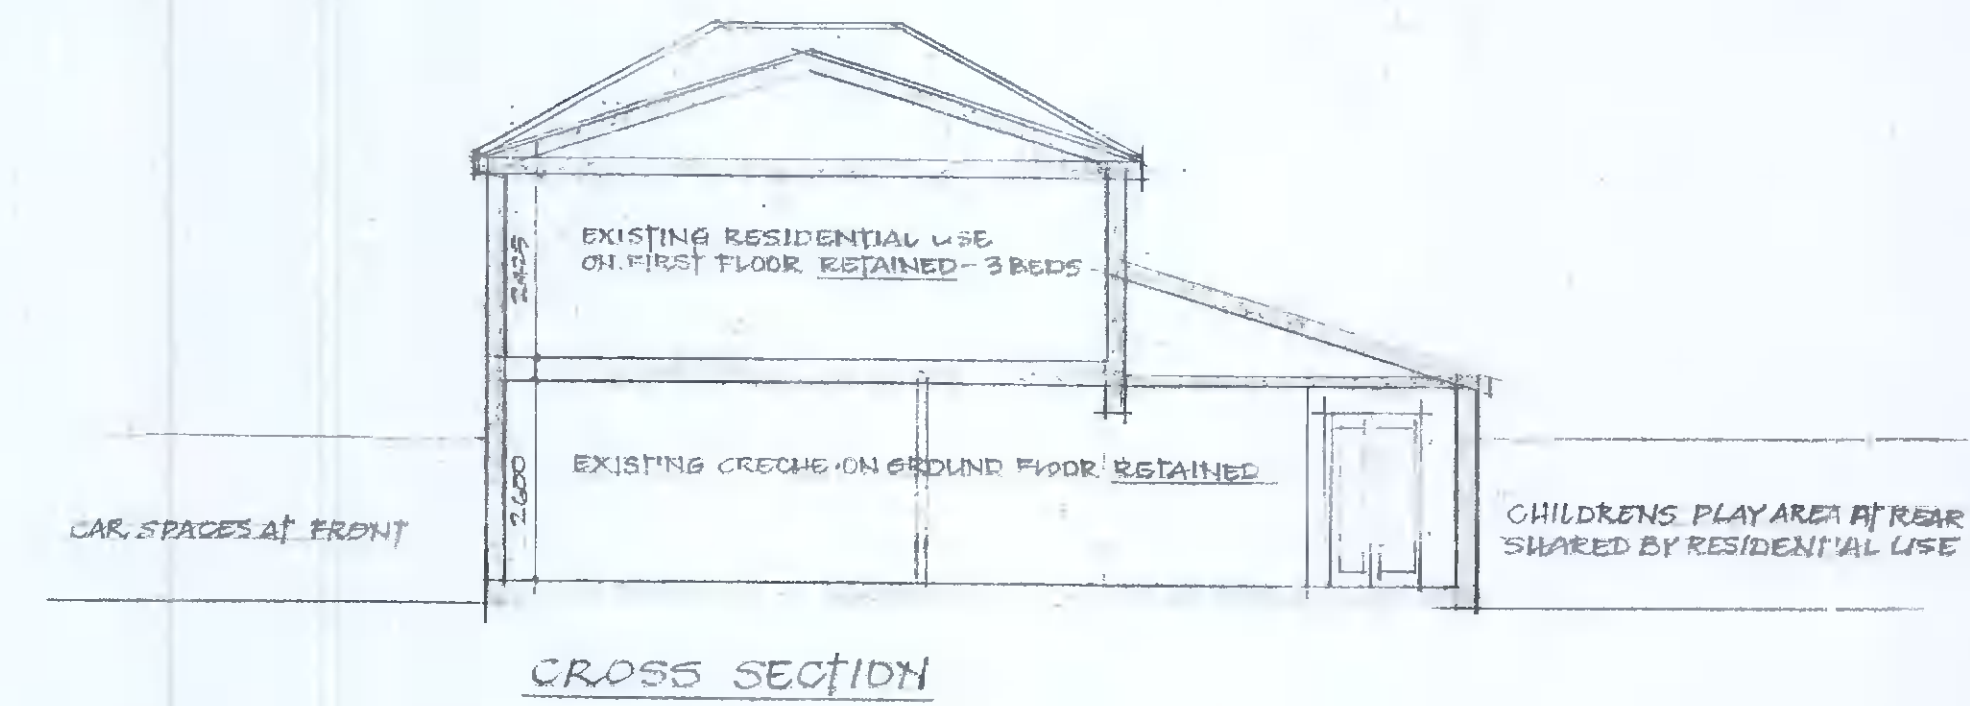 EXISTING RESIDENTIAL USE
ON FIRST FLOOR RETAINED - 3 BEDS
2425
EXISTING CRECHE ON GROUND FLOOR RETAINED
2600
CAR SPACES AT FRONT
CHILDRENS PLAY AREA AT REAR
SHARED BY RESIDENTIAL USE
CROSS SECTION